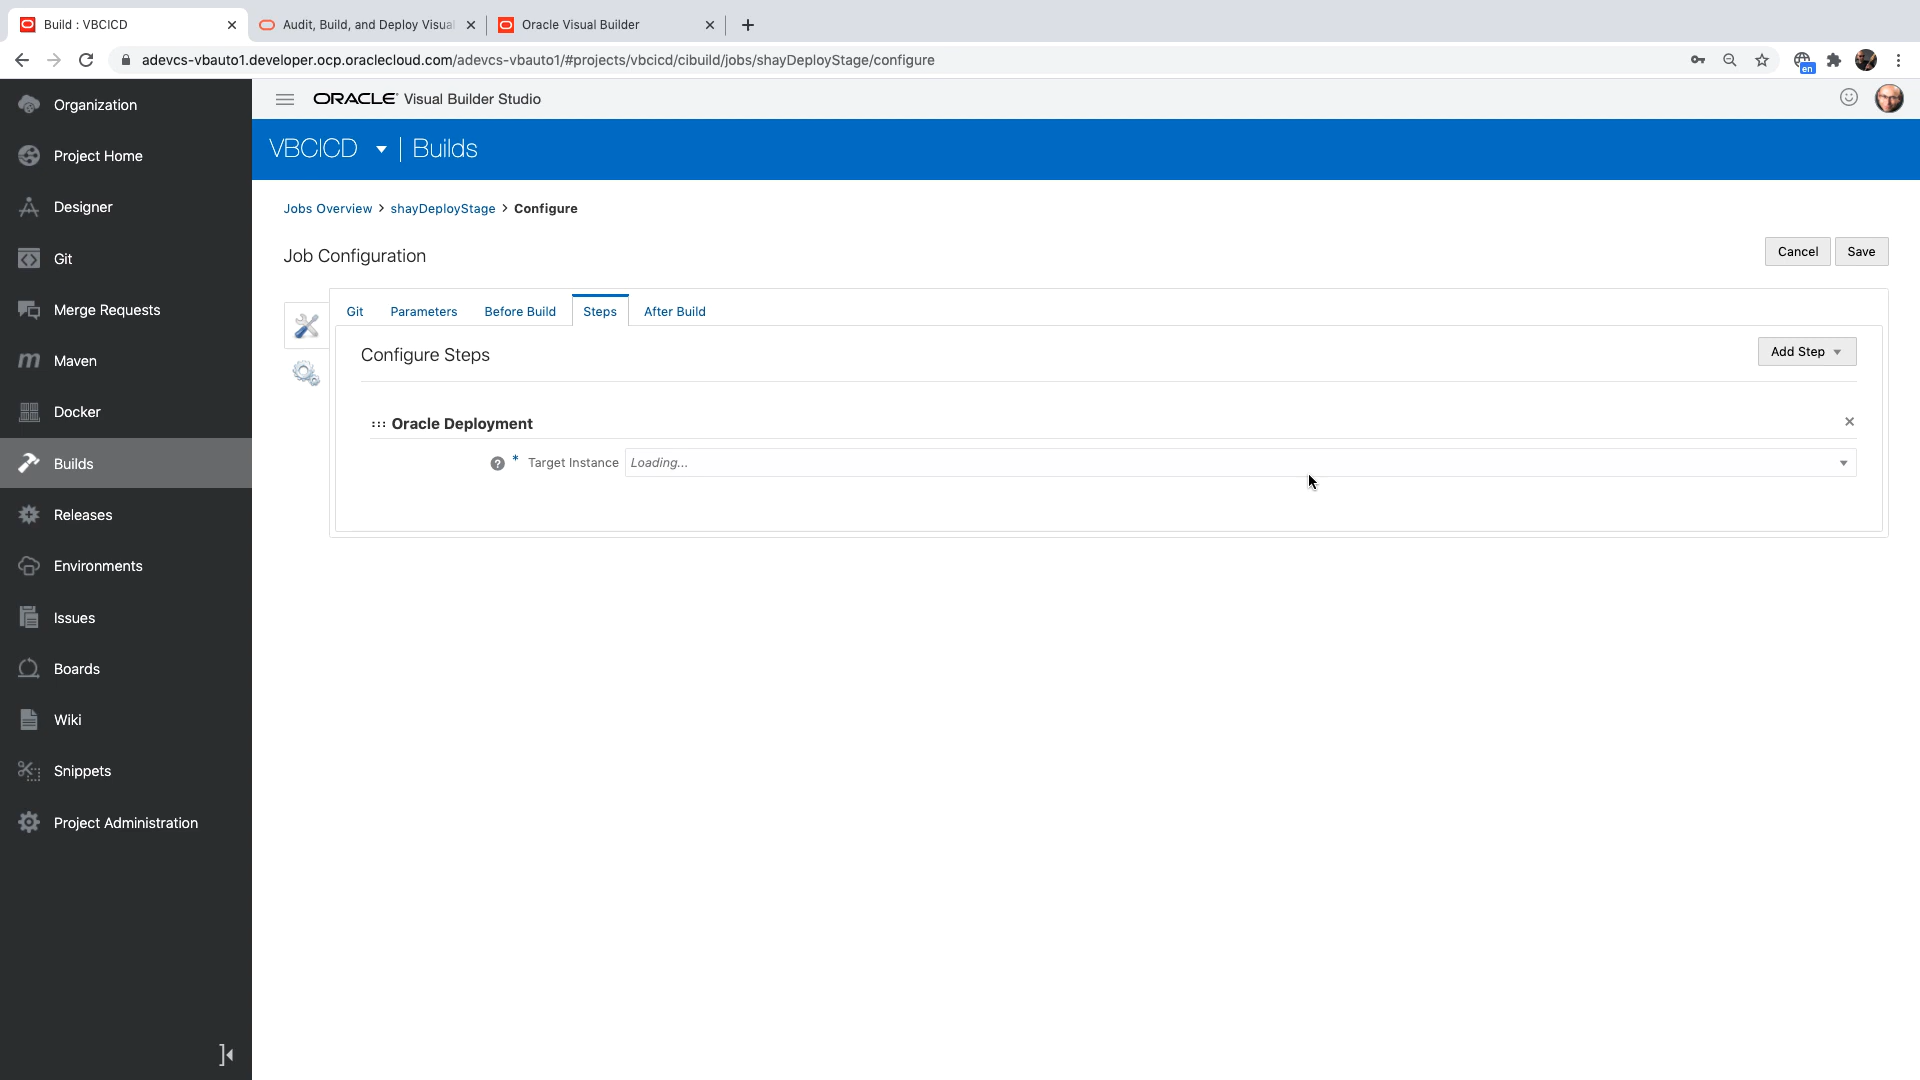 Build : VBCICD
Audit, Build, and Deploy Visual
Oracle Visual Builder
adevcs-vbauto1.developer.ocp.oraclecloud.com/adevcs-vbauto1/#projects/vbcicd/cibuild/jobs/shayDeployStage/configure
en
Organization
Project Home
Designer
Git
Merge Requests
Maven
Docker
Builds
Releases
Environments
Issues
Boards
Wiki
Snippets
Project Administration
ORACLE Visual Builder Studio
VBCICD | Builds
Jobs Overview > shayDeployStage > Configure
Job Configuration
Cancel
Save
Git
Parameters
Before Build
Steps
After Build
Configure Steps
Add Step
Oracle Deployment
? * Target Instance
Loading...